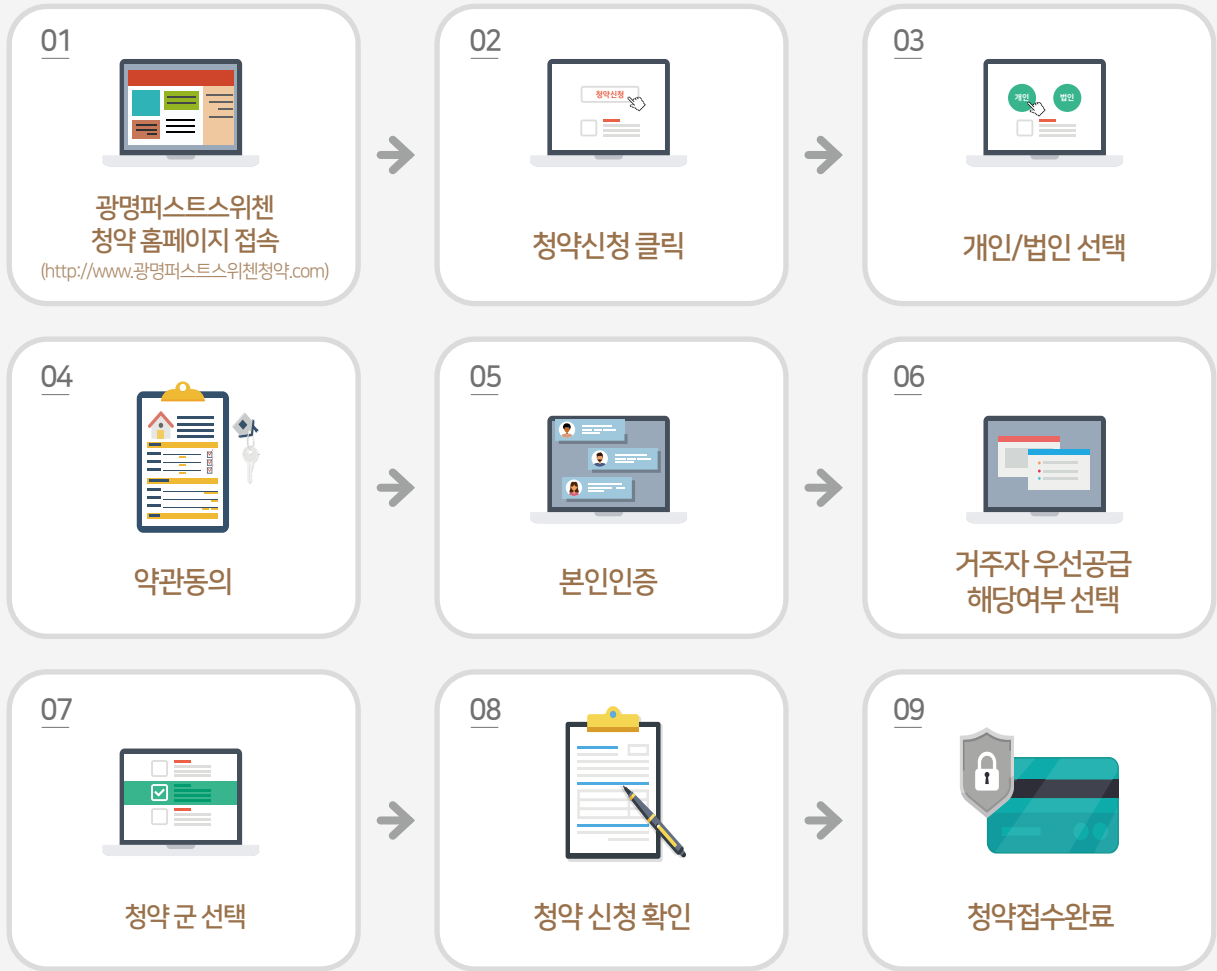 01
광명퍼스트스위첸
청약 홈페이지 접속
(http://www.광명퍼스트스위첸청약.com)
02
청약신청
청약신청 클릭
03
개인
법인
개인/법인 선택
04
약관동의
05
본인인증
06
거주자 우선공급
해당여부 선택
07
청약 군 선택
08
청약 신청 확인
09
청약접수완료